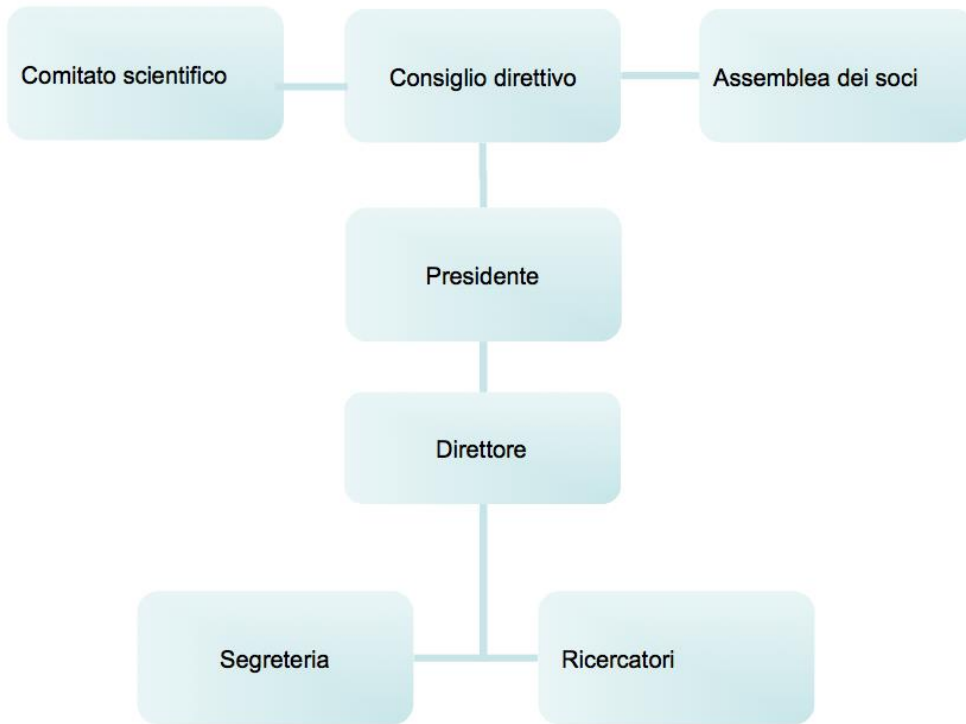 Comitato scientifico
Consiglio direttivo
Assemblea dei soci
Presidente
Direttore
Segreteria
Ricercatori